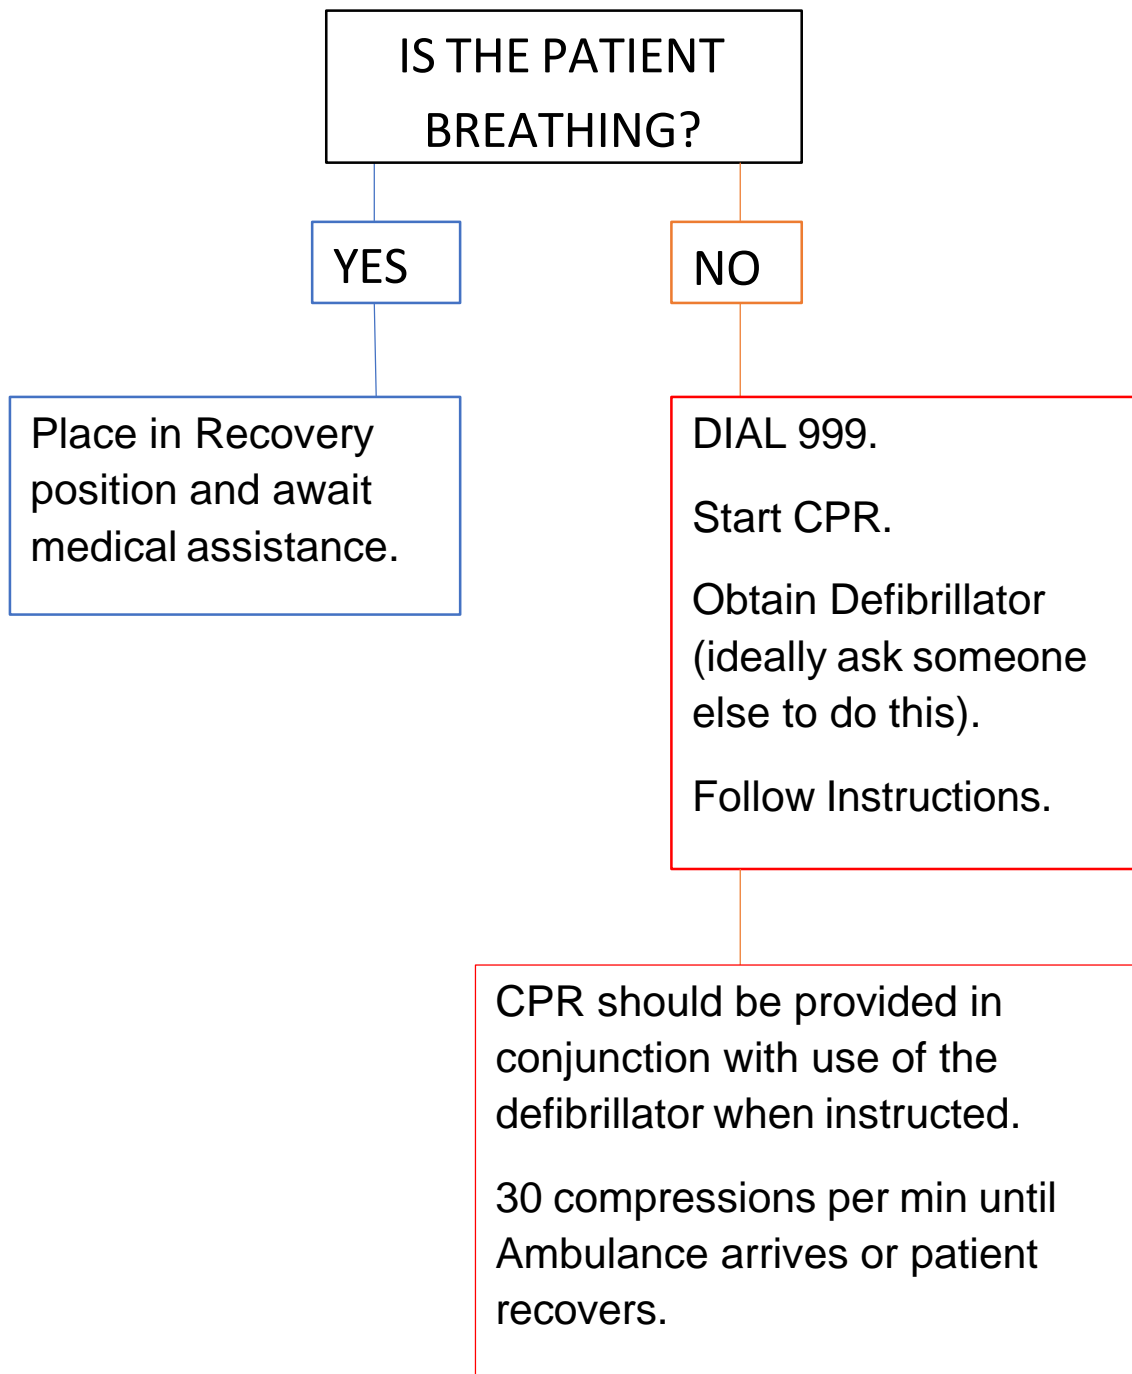 IS THE PATIENT
BREATHING?
YES
NO
Place in Recovery
position and await
medical assistance.
DIAL 999.
Start CPR.
Obtain Defibrillator
(ideally ask someone
else to do this).
Follow Instructions.
CPR should be provided in
conjunction with use of the
defibrillator when instructed.
30 compressions per min until
Ambulance arrives or patient
recovers.